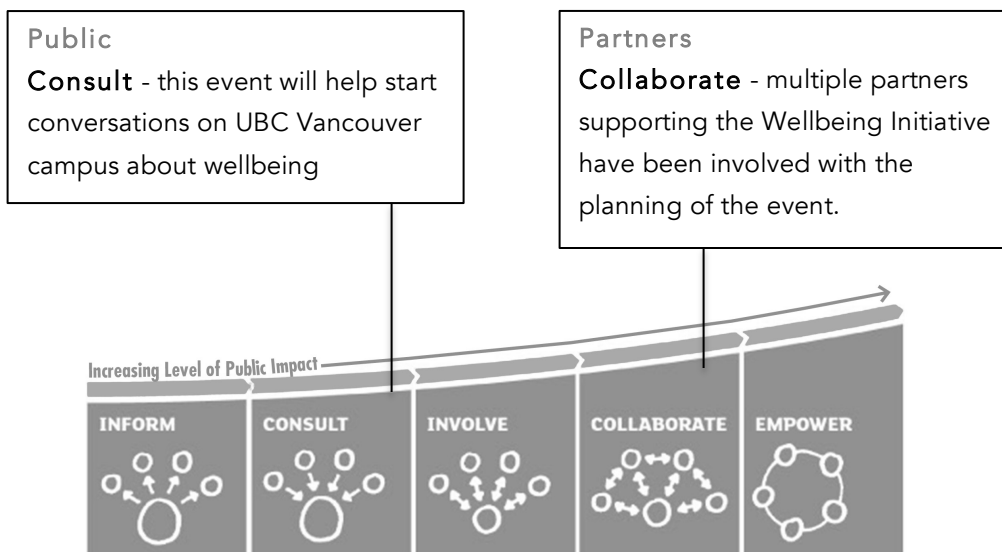 Public
Consult - this event will help start
conversations on UBC Vancouver
campus about wellbeing
Partners
Collaborate - multiple partners
supporting the Wellbeing Initiative
have been involved with the
planning of the event.
Increasing Level of Public Impact
INFORM
CONSULT
INVOLVE
COLLABORATE
EMPOWER